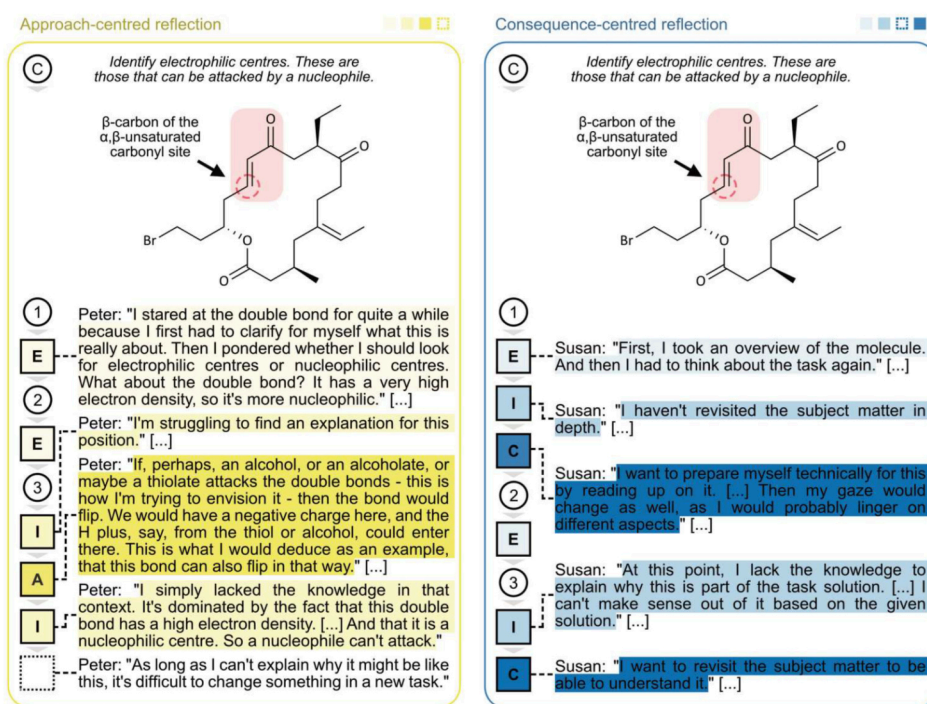 Approach-centred reflection
C
Identify electrophilic centres. These are
those that can be attacked by a nucleophile.
β-carbon of the
α,β-unsaturated
carbonyl site
O
O
Br
O
O
1
E
2
E
3
I
A
I
Peter: "I stared at the double bond for quite a while
because I first had to clarify for myself what this is
really about. Then I pondered whether I should look
for electrophilic centres or nucleophilic centres.
What about the double bond? It has a very high
electron density, so it's more nucleophilic." [...]
Peter: "I'm struggling to find an explanation for this
position." [...]
Peter: "If, perhaps, an alcohol, or an alcoholate, or
maybe a thiolate attacks the double bonds - this is
how I'm trying to envision it - then the bond would
flip. We would have a negative charge here, and the
H plus, say, from the thiol or alcohol, could enter
there. This is what I would deduce as an example,
that this bond can also flip in that way." [...]
Peter: "I simply lacked the knowledge in that
context. It's dominated by the fact that this double
bond has a high electron density. [...] And that it is a
nucleophilic centre. So a nucleophile can't attack."
Peter: "As long as I can't explain why it might be like
this, it's difficult to change something in a new task."
Consequence-centred reflection
C
Identify electrophilic centres. These are
those that can be attacked by a nucleophile.
β-carbon of the
α,β-unsaturated
carbonyl site
O
O
Br
O
O
1
E
I
C
2
E
3
I
C
Susan: "First, I took an overview of the molecule.
And then I had to think about the task again." [...]
Susan: "I haven't revisited the subject matter in
depth." [...]
Susan: "I want to prepare myself technically for this
by reading up on it. [...] Then my gaze would
change as well, as I would probably linger on
different aspects." [...]
Susan: "At this point, I lack the knowledge to
explain why this is part of the task solution. [...] I
can't make sense out of it based on the given
solution." [...]
Susan: "I want to revisit the subject matter to be
able to understand it." [...]